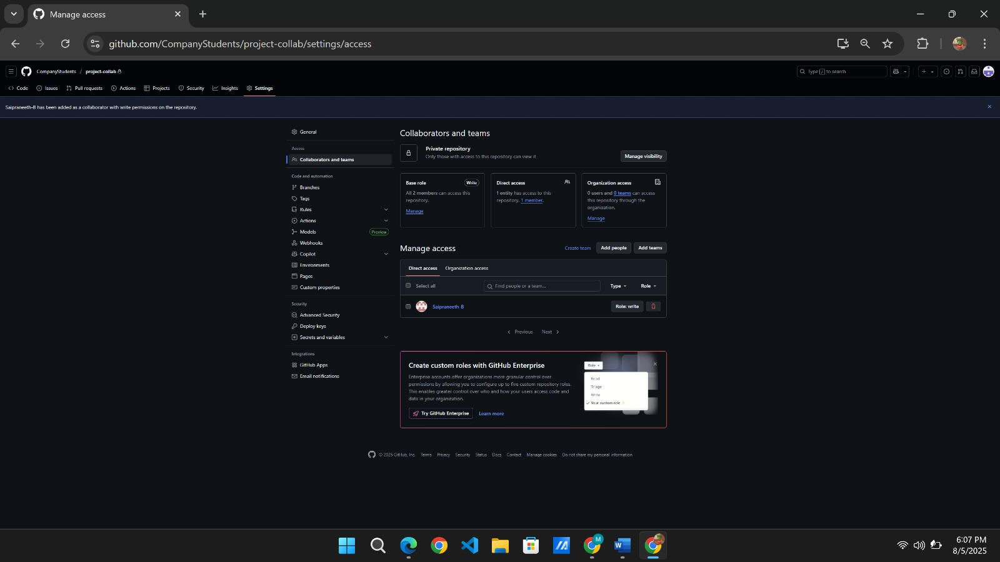 Manage access
github.com/CompanyStudents/project-collab/settings/access
CompanyStudents / project-collab
Type / to search
Code
Issues
Pull requests
Actions
Projects
Security
Insights
Settings
Saipraneeth-B has been added as a collaborator with write permissions on the repository.
General
Access
Collaborators and teams
Code and automation
Branches
Tags
Rules
Actions
Models Preview
Webhooks
Copilot
Environments
Pages
Custom properties
Security
Advanced Security
Deploy keys
Secrets and variables
Integrations
GitHub Apps
Email notifications
Collaborators and teams
Private repository
Only those with access to this repository can view it
Manage visibility
Base role Write
All 2 members can access this
repository.
Manage
Direct access
1 entity has access to this
repository. 1 member.
Organization access
0 users and 0 teams can access
this repository through the
organization.
Manage
Manage access
Create team
Add people
Add teams
Direct access
Organization access
Select all
Find people or a team...
Type
Role
Saipraneeth-B
Role: write
Previous Next
Create custom roles with GitHub Enterprise
Enterprise accounts offer organizations more granular control over
permissions by allowing you to configure up to five custom repository roles.
This enables greater control over who and how your users access code and
data in your organization.
Try GitHub Enterprise
Learn more
Role
Read
Triage
Write
Your custom role
© 2025 GitHub, Inc. Terms Privacy Security Status Docs Contact Manage cookies Do not share my personal information
M
W
6:07 PM
8/5/2025